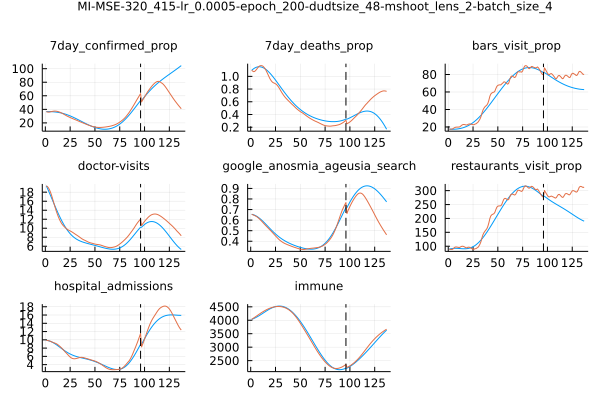 MI-MSE-320_415-lr_0.0005-epoch_200-dudtsize_48-mshoot_lens_2-batch_size_4
7day_confirmed_prop 7day_deaths_prop bars_visit_prop
100 80 60 40 20 1.0 0.8 0.6 0.4 0.2 80 60 40 20
0 25 50 75 100 125 0 25 50 75 100 125 0 25 50 75 100 125
doctor-visits google_anosmia_ageusia_search restaurants_visit_prop
18 16 14 12 10 8 6 0.9 0.8 0.7 0.6 0.5 0.4 300 250 200 150 100
0 25 50 75 100 125 0 25 50 75 100 125 0 25 50 75 100 125
hospital_admissions immune
18 16 14 12 10 8 6 4 4500 4000 3500 3000 2500
0 25 50 75 100 125 0 25 50 75 100 125